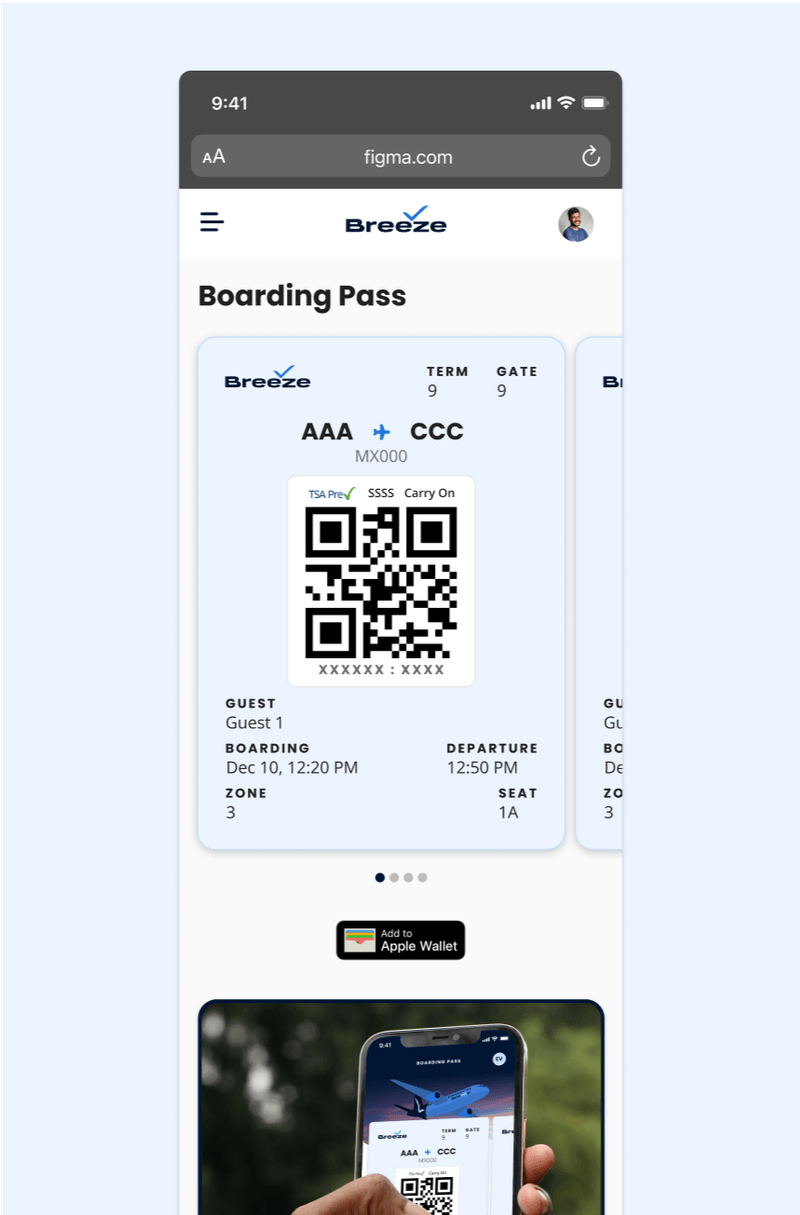 9:41
AA figma.com
Breeze
Boarding Pass
Breeze
TERM GATE
9 9
AAA CCC
MX000
TSA Pre SSSS Carry On
XXXXXX : XXXX
GUEST
Guest 1
BOARDING DEPARTURE
Dec 10, 12:20 PM 12:50 PM
ZONE SEAT
3 1A
Br
GU
Gu
BO
De
ZO
3
Add to
Apple Wallet
9:41
BOARDING PASS
EV
Breeze
TERM GATE
9 9
AAA CCC
MX000
TSA Pre Carry On
Bre